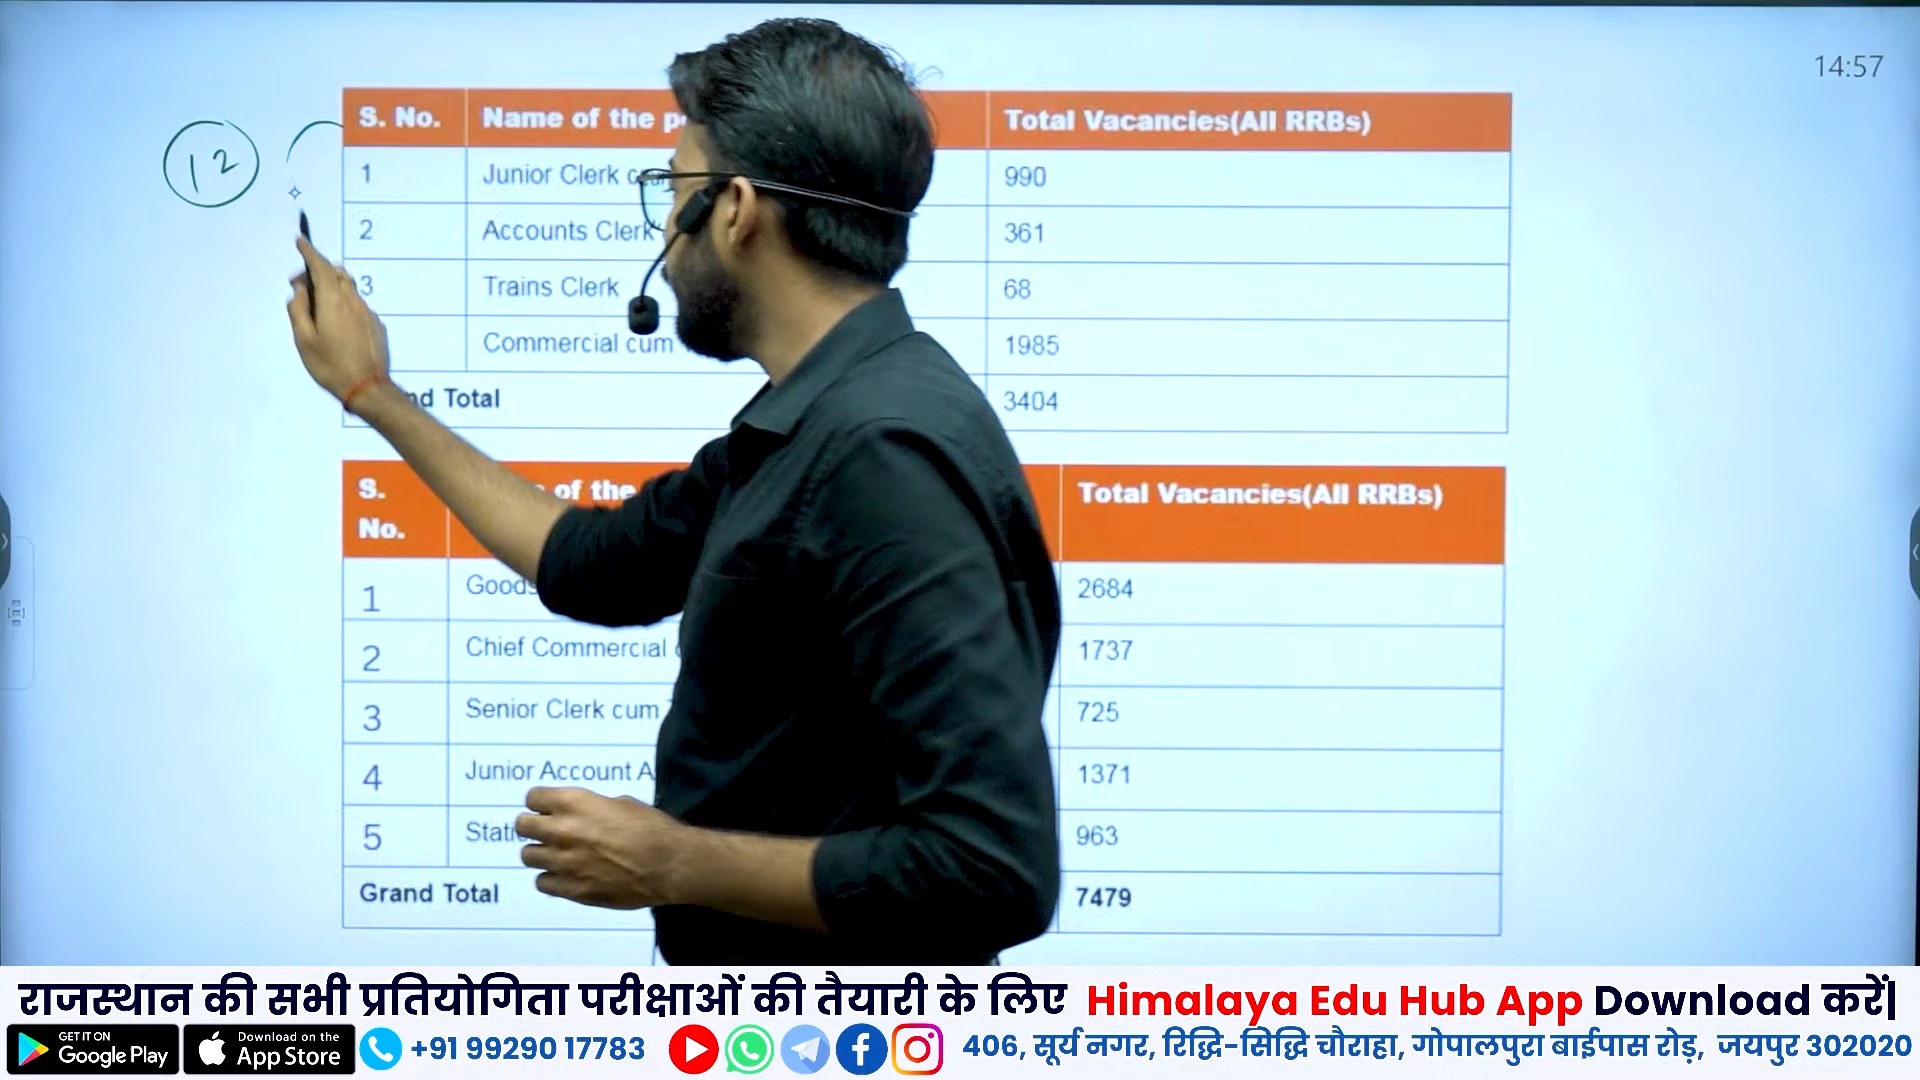 14:57
12
S. No. Name of the Total Vacancies(All RRBs)
1 Junior Clerk 990
2 Accounts Clerk 361
3 Trains Clerk 68
Commercial cum 1985
Total 3404
S. No. of the Total Vacancies(All RRBs)
1 Goods 2684
2 Chief Commercial 1737
3 Senior Clerk cum 725
4 Junior Account 1371
5 963
Grand Total 7479
राजस्थान की सभी प्रतियोगिता परीक्षाओं की तैयारी के लिए Himalaya Edu Hub App Download करें|
GET IT ON
Google Play
Download on the
App Store
+91 99290 17783
406, सूर्य नगर, रिद्धि-सिद्धि चौराहा, गोपालपुरा बाईपास रोड़, जयपुर 302020